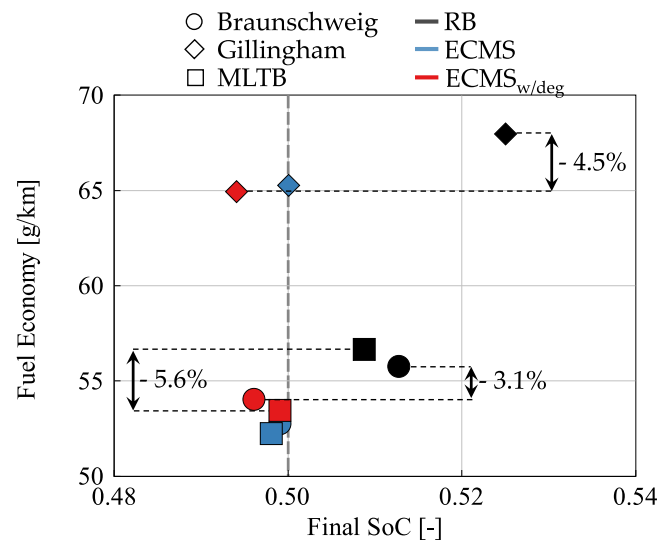 Braunschweig
RB
Gillingham
ECMS
MLTB
ECMSw/deg
70
65
55
50
Fuel Economy [g/km]
- 4.5%
- 5.6%
- 3.1%
0.48
0.50
0.52
0.54
Final SoC [-]